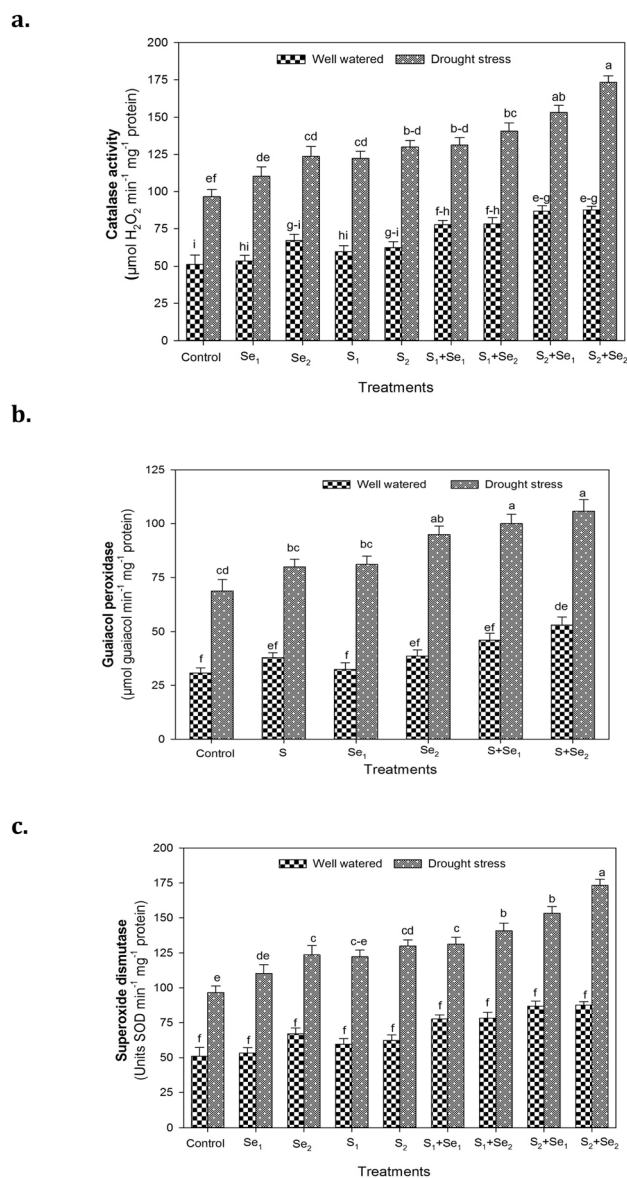 a.
200
175
150
125
100
75
50
25
0
Catalase activity
(µmol H₂O₂ min⁻¹ mg⁻¹ protein)
Well watered
Drought stress
i ef hi de g-i cd hi cd g-i b-d f-h b-d f-h bc e-g ab e-g a
Control Se₁ Se₂ S₁ S₂ S₁+Se₁ S₁+Se₂ S₂+Se₁ S₂+Se₂
Treatments
b.
125
100
75
50
25
0
Guaiacol peroxidase
(µmol guaiacol min⁻¹ mg⁻¹ protein)
Well watered
Drought stress
f cd ef bc f bc ef ab ef a de a
Control S Se₁ Se₂ S+Se₁ S+Se₂
Treatments
c.
200
175
150
125
100
75
50
25
0
Superoxide dismutase
(Units SOD min⁻¹ mg⁻¹ protein)
Well watered
Drought stress
f e f de f c f c-e f cd f c f b f b f a
Control Se₁ Se₂ S₁ S₂ S₁+Se₁ S₁+Se₂ S₂+Se₁ S₂+Se₂
Treatments